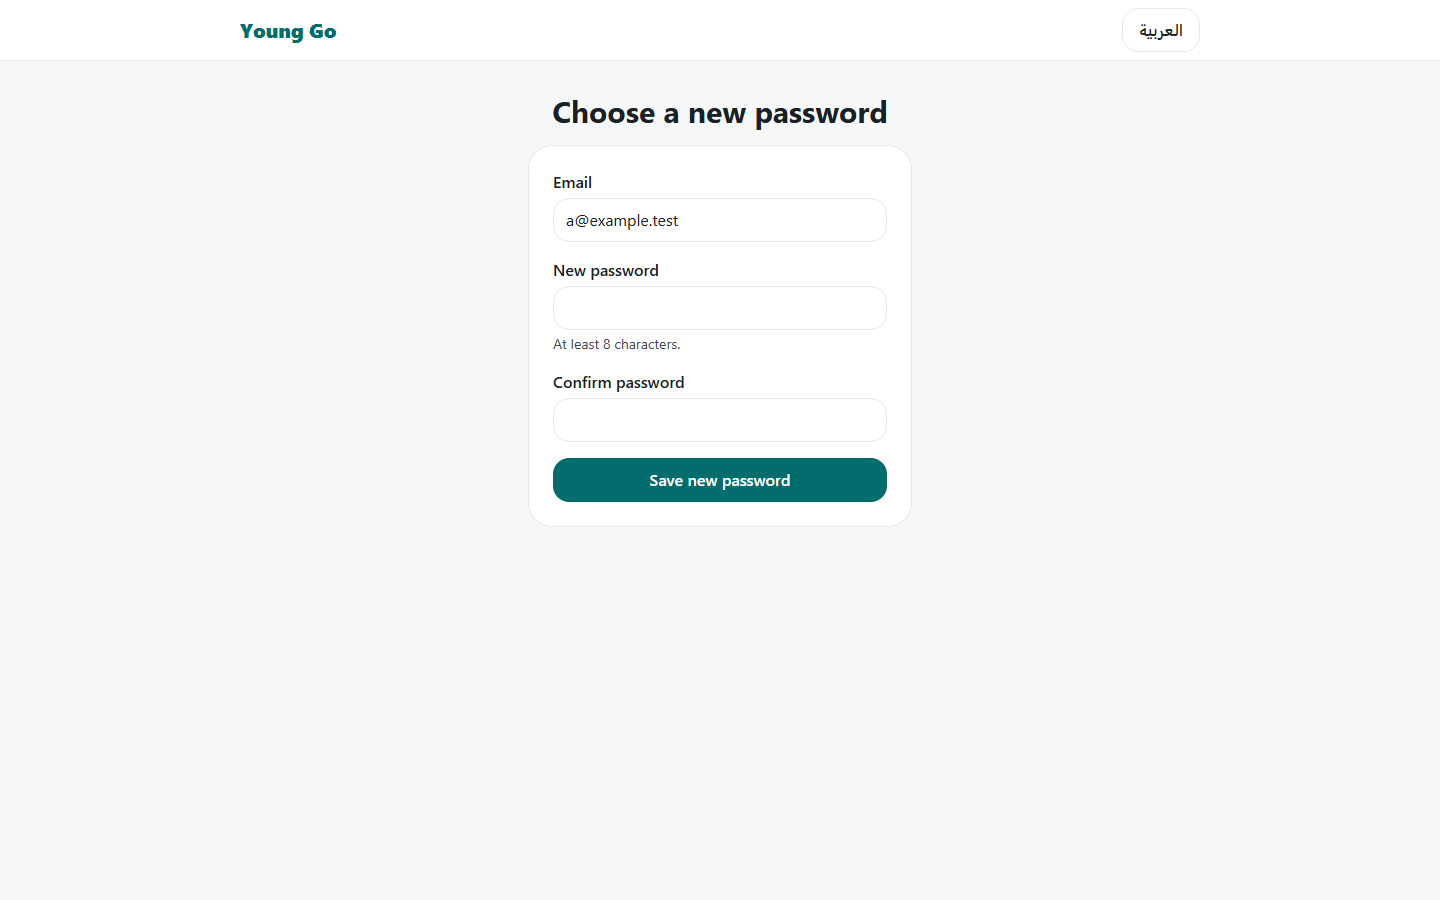 Young Go
العربية
Choose a new password
Email
a@example.test
New password
At least 8 characters.
Confirm password
Save new password